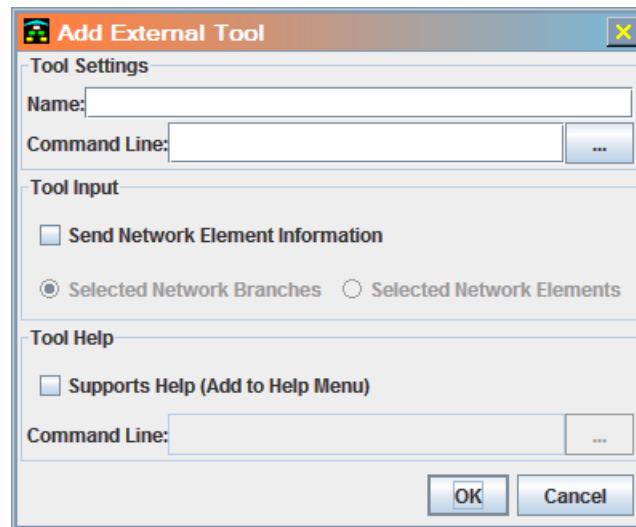 Add External Tool
Tool Settings
Name:
Command Line: ...
Tool Input
Send Network Element Information
Selected Network Branches Selected Network Elements
Tool Help
Supports Help (Add to Help Menu)
Command Line: ...
OK Cancel